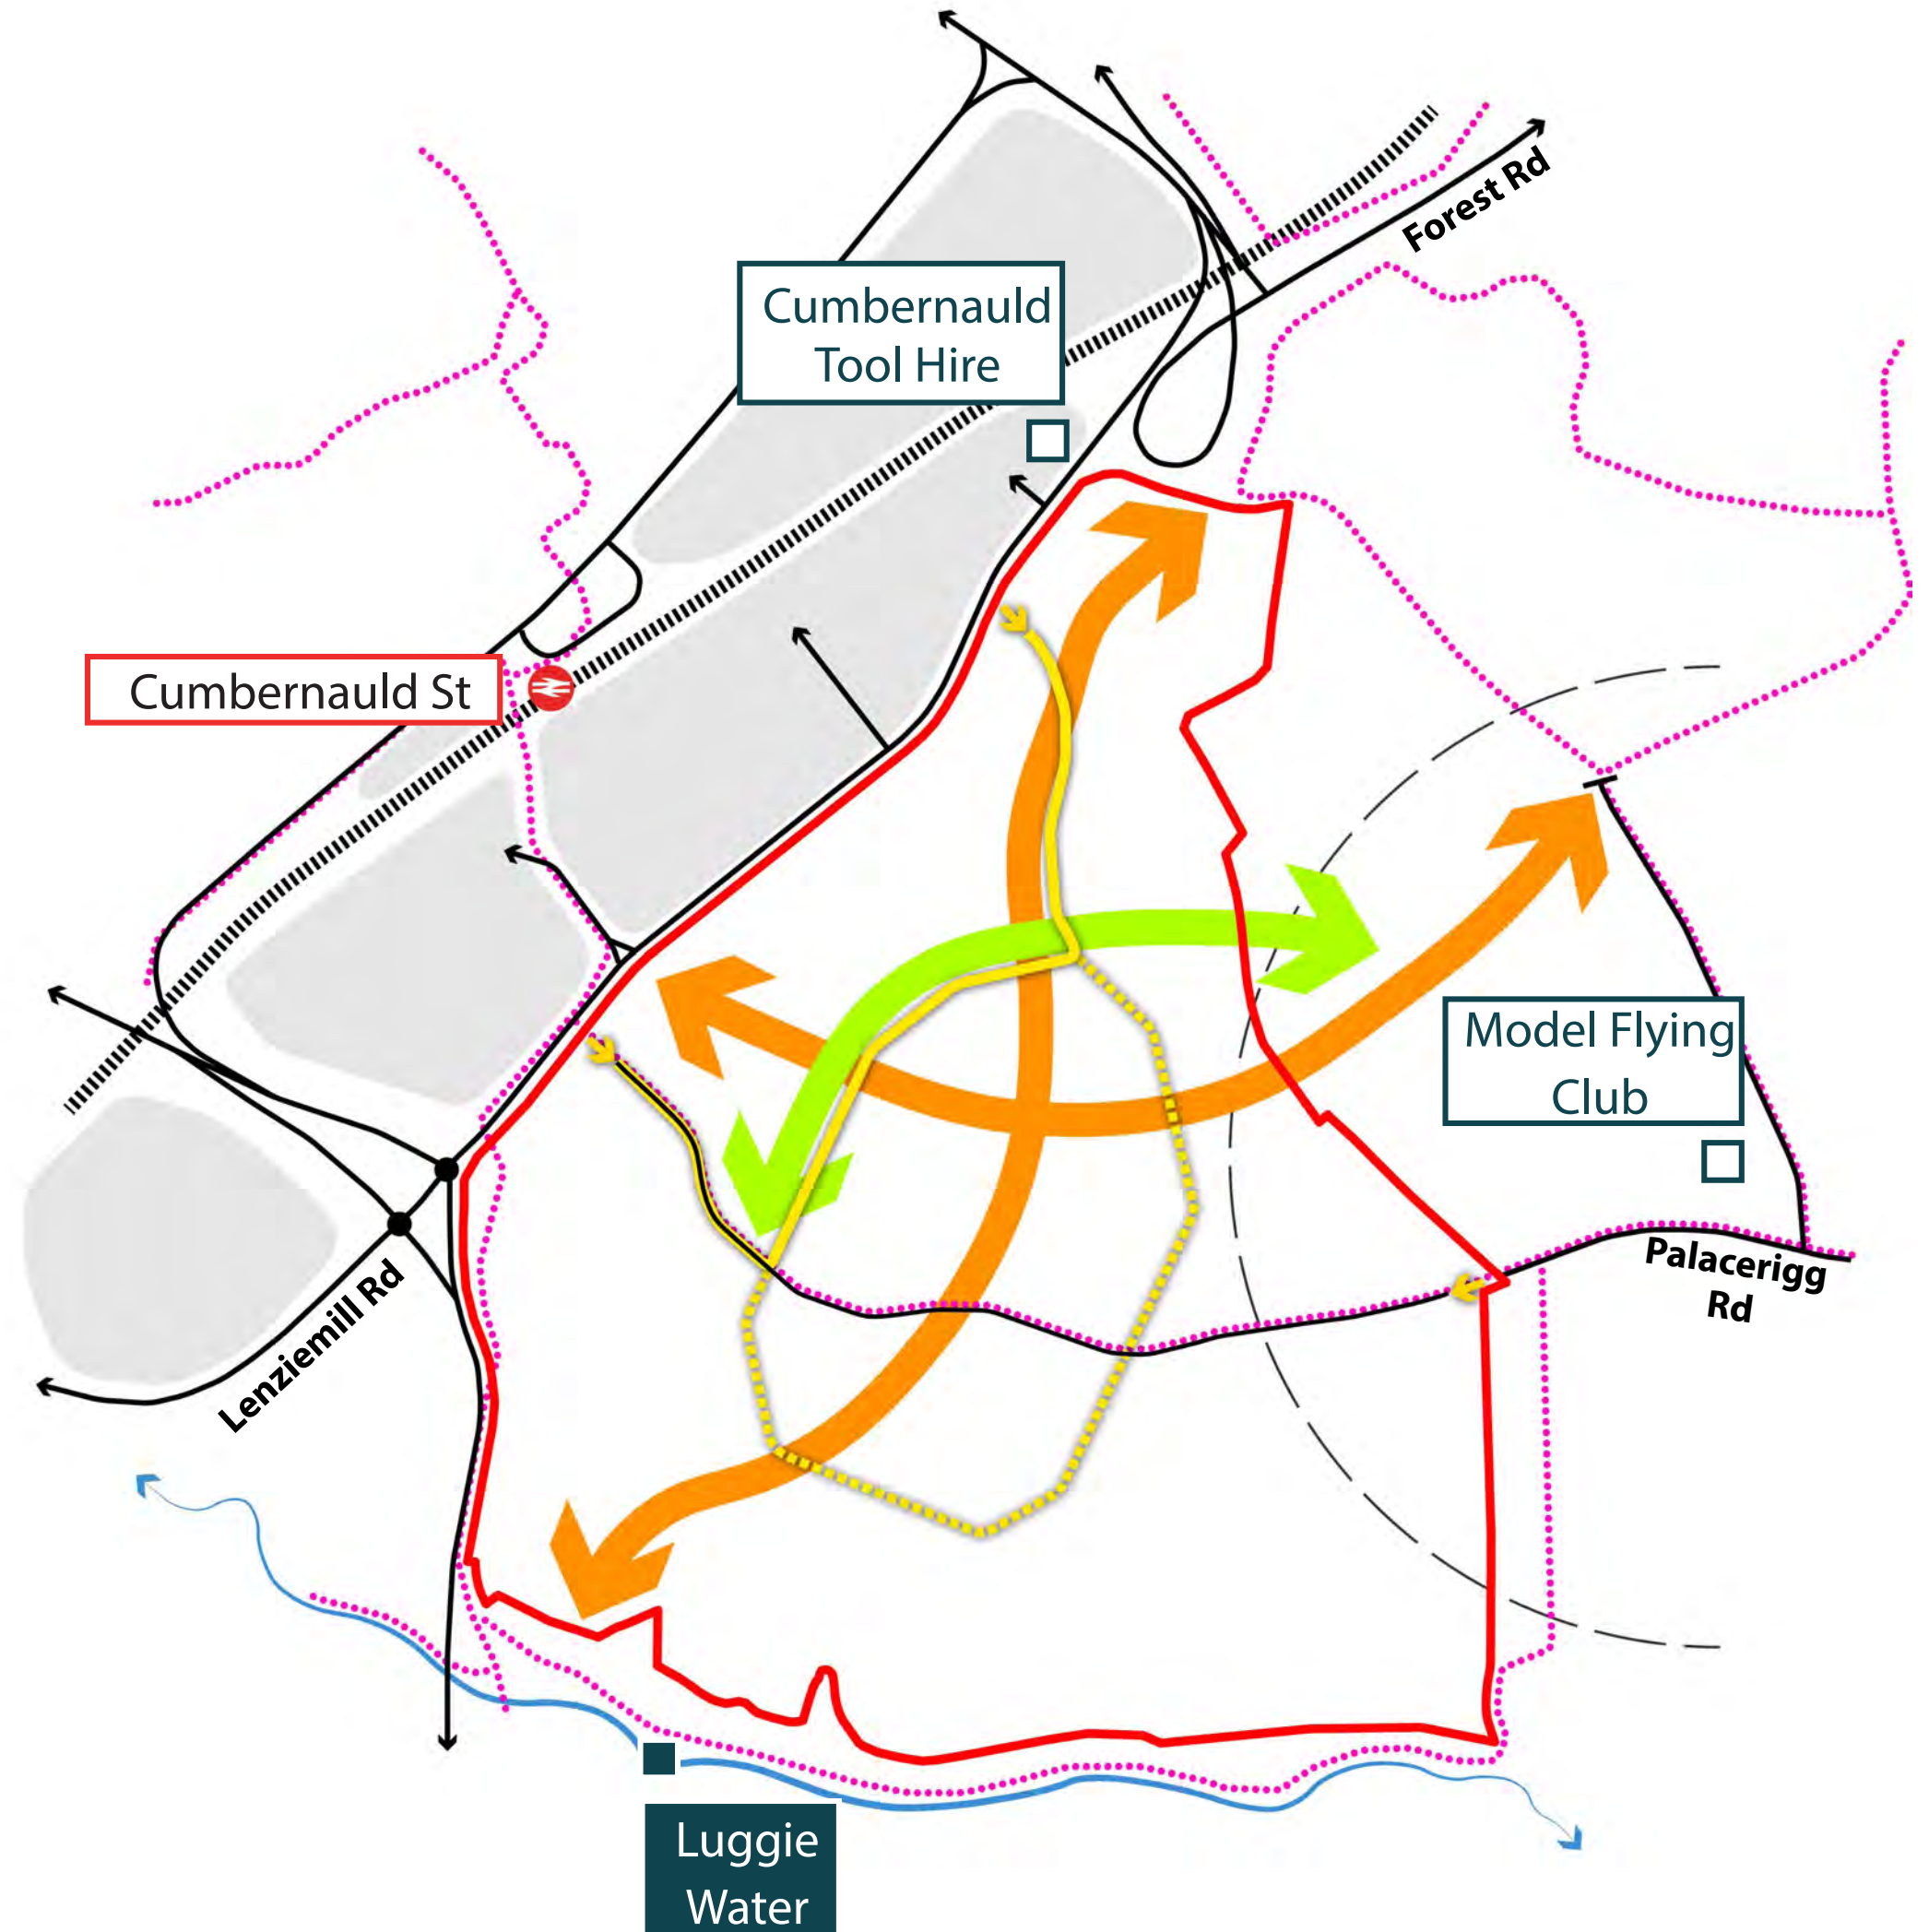 Forest Rd
Cumbernauld
Tool Hire
Cumbernauld St
Model Flying
Club
Palacerigg
Rd
Lenziemill Rd
Luggie
Water